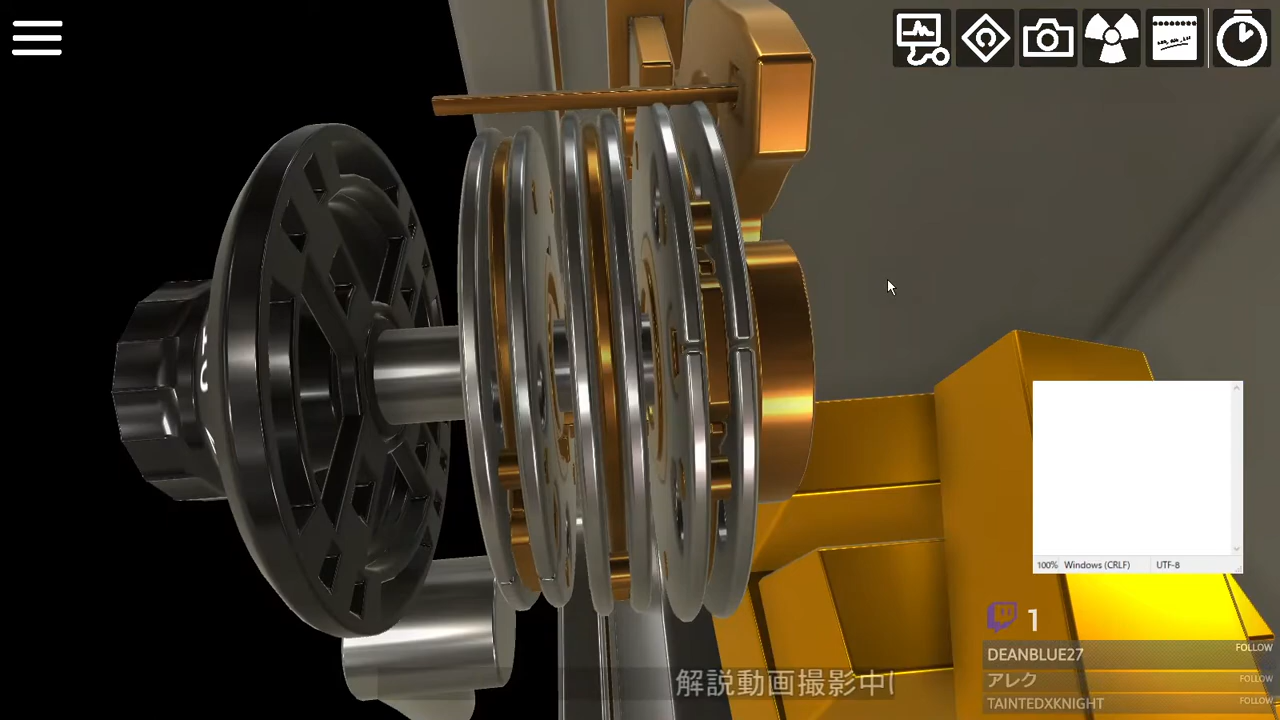 100%
Windows (CRLF)
UTF-8
1
DEANBLUE27
FOLLOW
アレク
FOLLOW
TAINTEDXKNIGHT
FOLLOW
解説動画撮影中!